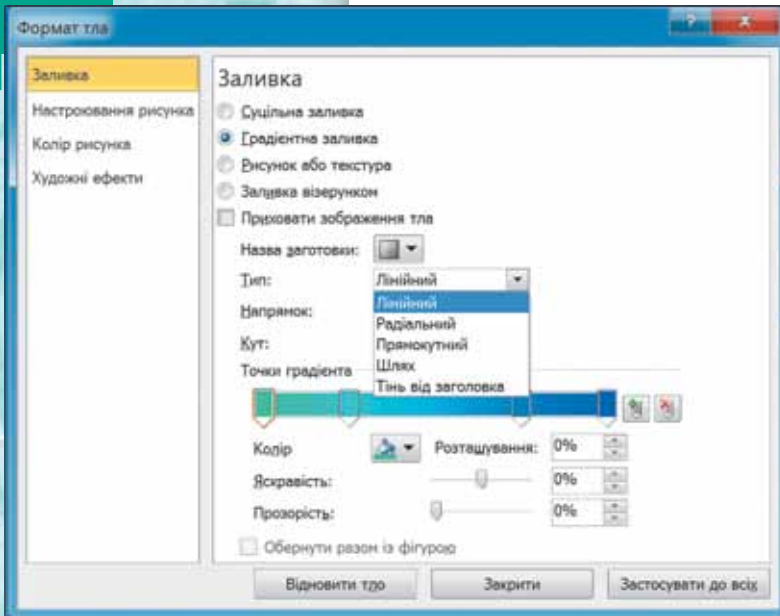 Формат тла
Заливка
Настроювання рисунка
Колір рисунка
Художні ефекти
Заливка
Суцільна заливка
Градієнтна заливка
Рисунок або текстура
Заливка візерунком
Приховати зображення тла
Назва заготовки:
Тип: Лінійний
Лінійний
Радіальний
Прямокутний
Шлях
Тінь від заголовка
Напрямок:
Кут:
Точки градієнта
Колір Розташування: 0%
Яскравість: 0%
Прозорість: 0%
Обернути разом із фігурою
Відновити тло Закрити Застосувати до всіх